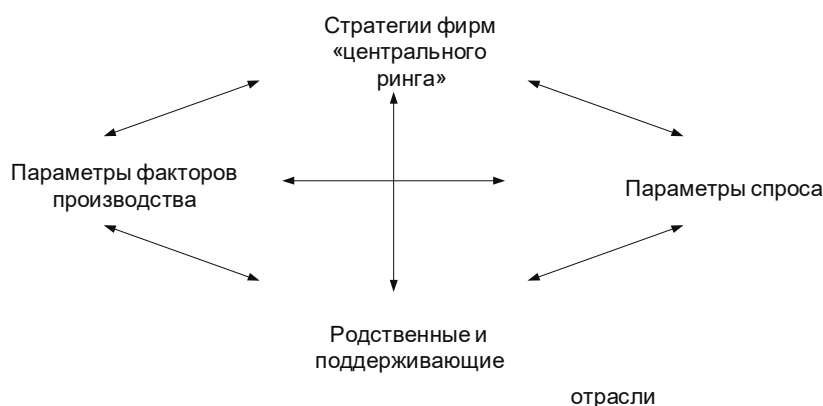 Стратегии фирм
«центрального
ринга»
Параметры факторов
производства
Параметры спроса
Родственные и
поддерживающие
отрасли